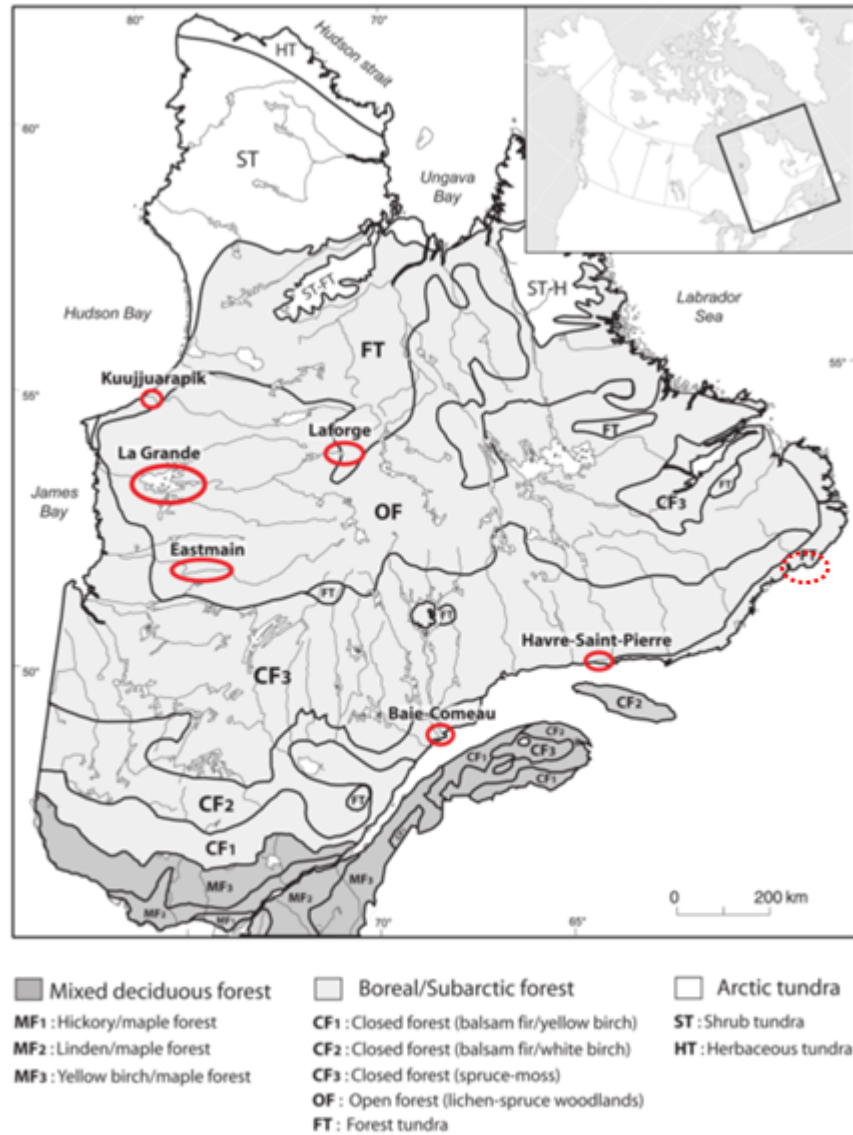 80°
70°
HT
Hudson strait
60°
ST
Ungava
Bay
ST-FT
ST-H
Hudson Bay
Labrador
Sea
FT
55°
55°
Kuujjuarapik
Laforge
FT
La Grande
CF3
FT
James
Bay
OF
Eastmain
FT
FT
FT
Havre-Saint-Pierre
50°
CF3
CF2
Baie-Comeau
CF2
CF1
CF3
CF1
CF2
FT
CF1
MF3
MF3
MF2
MF2
MF1
0
200 km
70°
65°
Mixed deciduous forest
MF1 : Hickory/maple forest
MF2 : Linden/maple forest
MF3 : Yellow birch/maple forest
Boreal/Subarctic forest
CF1 : Closed forest (balsam fir/yellow birch)
CF2 : Closed forest (balsam fir/white birch)
CF3 : Closed forest (spruce-moss)
OF : Open forest (lichen-spruce woodlands)
FT : Forest tundra
Arctic tundra
ST : Shrub tundra
HT : Herbaceous tundra